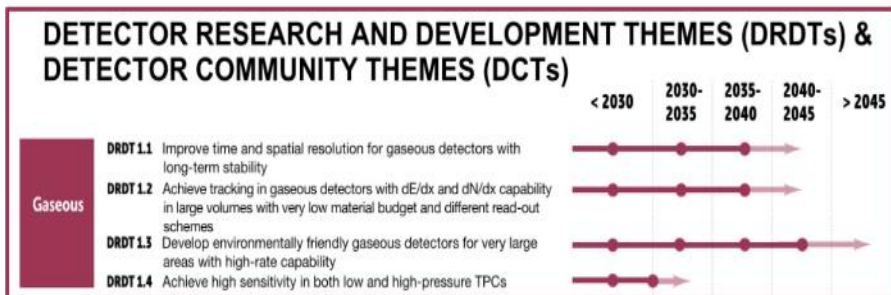 DETECTOR RESEARCH AND DEVELOPMENT THEMES (DRDTs) &
DETECTOR COMMUNITY THEMES (DCTs)
< 2030
2030-
2035
2035-
2040
2040-
2045
> 2045
Gaseous
DRDT 1.1 Improve time and spatial resolution for gaseous detectors with
long-term stability
DRDT 1.2 Achieve tracking in gaseous detectors with dE/dx and dN/dx capability
in large volumes with very low material budget and different read-out
schemes
DRDT 1.3 Develop environmentally friendly gaseous detectors for very large
areas with high-rate capability
DRDT 1.4 Achieve high sensitivity in both low and high-pressure TPCs